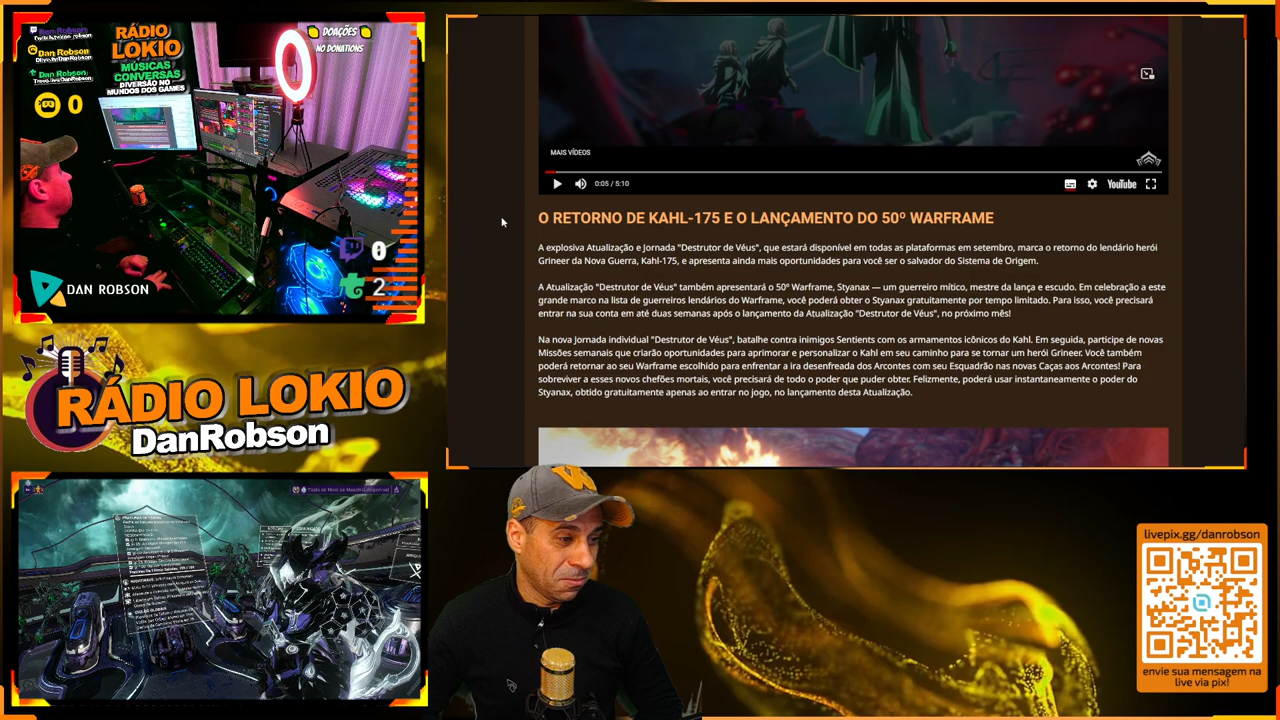 Dan Robson
Dan Robson
Dan Robson
RÁDIO
LOKIO
MÚSICAS
CONVERSAS
DIVERSÃO NO
MUNDOS DOS GAMES
DOAÇÕES
NO DONATIONS
0
0
2
DAN ROBSON
RÁDIO LOKIO
DanRobson
MAIS VÍDEOS
0:05 / 5:10
YouTube
O RETORNO DE KAHL-175 E O LANÇAMENTO DO 50º WARFRAME
A explosiva Atualização e Jornada "Destrutor de Véus", que estará disponível em todas as plataformas em setembro, marca o retorno do lendário herói
Grineer da Nova Guerra, Kahl-175, e apresenta ainda mais oportunidades para você ser o salvador do Sistema de Origem.
A Atualização "Destrutor de Véus" também apresentará o 50º Warframe, Styanax — um guerreiro mítico, mestre da lança e escudo. Em celebração a este
grande marco na lista de guerreiros lendários do Warframe, você poderá obter o Styanax gratuitamente por tempo limitado. Para isso, você precisará
entrar na sua conta em até duas semanas após o lançamento da Atualização "Destrutor de Véus", no próximo mês!
Na nova Jornada individual "Destrutor de Véus", batalhe contra inimigos Sentients com os armamentos icônicos do Kahl. Em seguida, participe de novas
Missões semanais que criarão oportunidades para aprimorar e personalizar o Kahl em seu caminho para se tornar um herói Grineer. Você também
poderá retornar ao seu Warframe escolhido para enfrentar a ira desenfreada dos Arcontes com seu Esquadrão nas novas Caças aos Arcontes! Para
sobreviver a esses novos chefões mortais, você precisará de todo o poder que puder obter. Felizmente, poderá usar instantaneamente o poder do
Styanax, obtido gratuitamente apenas ao entrar no jogo, no lançamento desta Atualização.
livepix.gg/danrobson
envie sua mensagem na
live via pix!